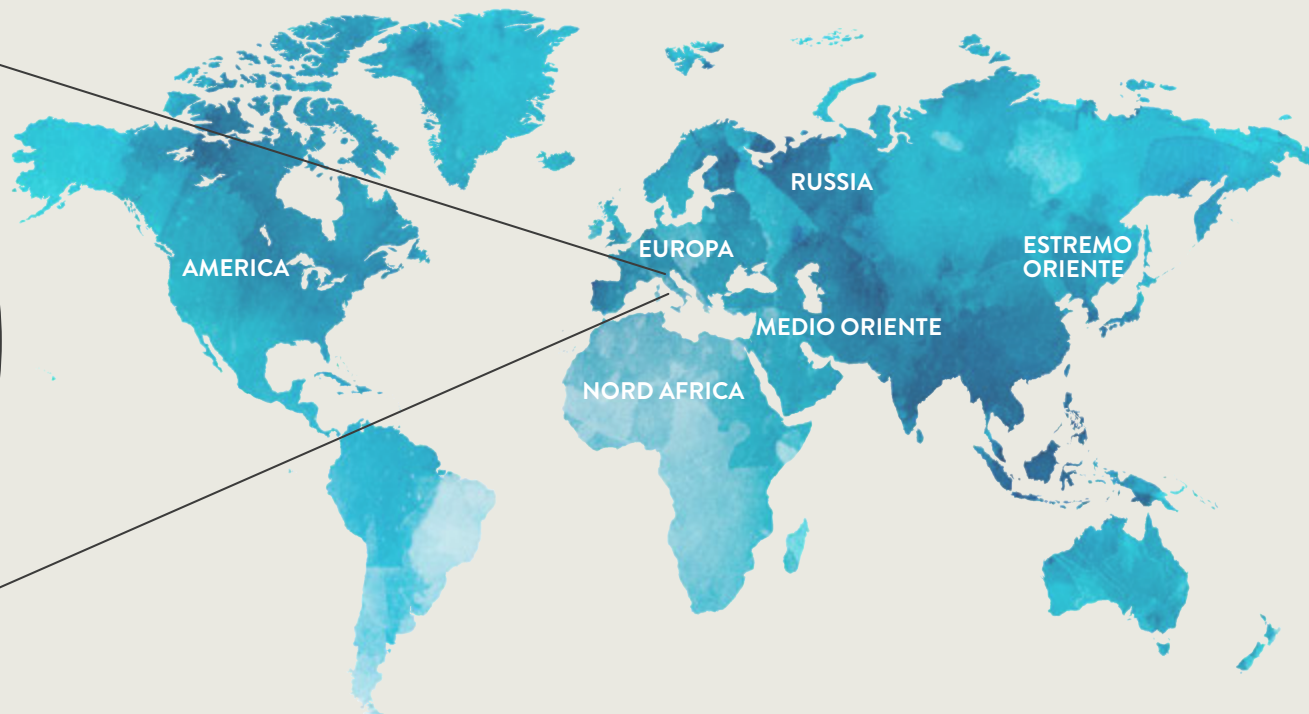 RUSSIA
EUROPA
ESTREMO
ORIENTE
AMERICA
MEDIO ORIENTE
NORD AFRICA